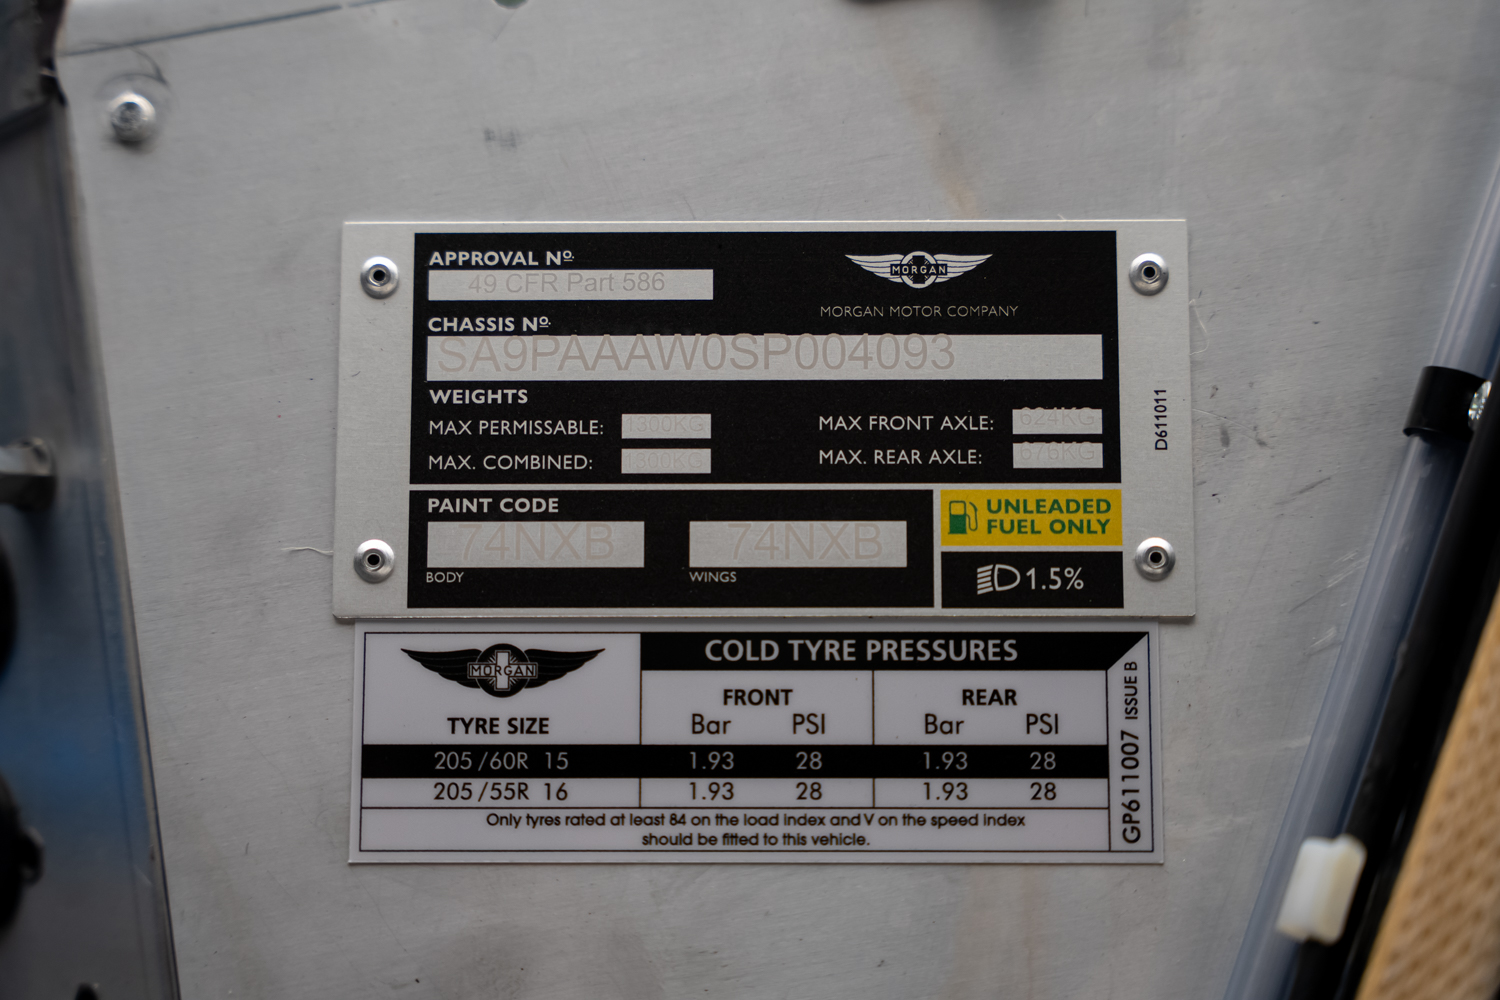 APPROVAL Nº.
49 CFR Part 586
MORGAN
MORGAN MOTOR COMPANY
CHASSIS Nº.
SA9PAAAW0SP004093
WEIGHTS
MAX PERMISSABLE: 1300KG
MAX FRONT AXLE: 624KG
MAX. COMBINED: 1300KG
MAX. REAR AXLE: 676KG
D611011
PAINT CODE
74NXB
74NXB
BODY
WINGS
UNLEADED
FUEL ONLY
1.5%
MORGAN
COLD TYRE PRESSURES
FRONT REAR
TYRE SIZE Bar PSI Bar PSI
205/60R 15 1.93 28 1.93 28
205/55R 16 1.93 28 1.93 28
Only tyres rated at least 84 on the load index and V on the speed index
should be fitted to this vehicle.
GP611007 ISSUE B